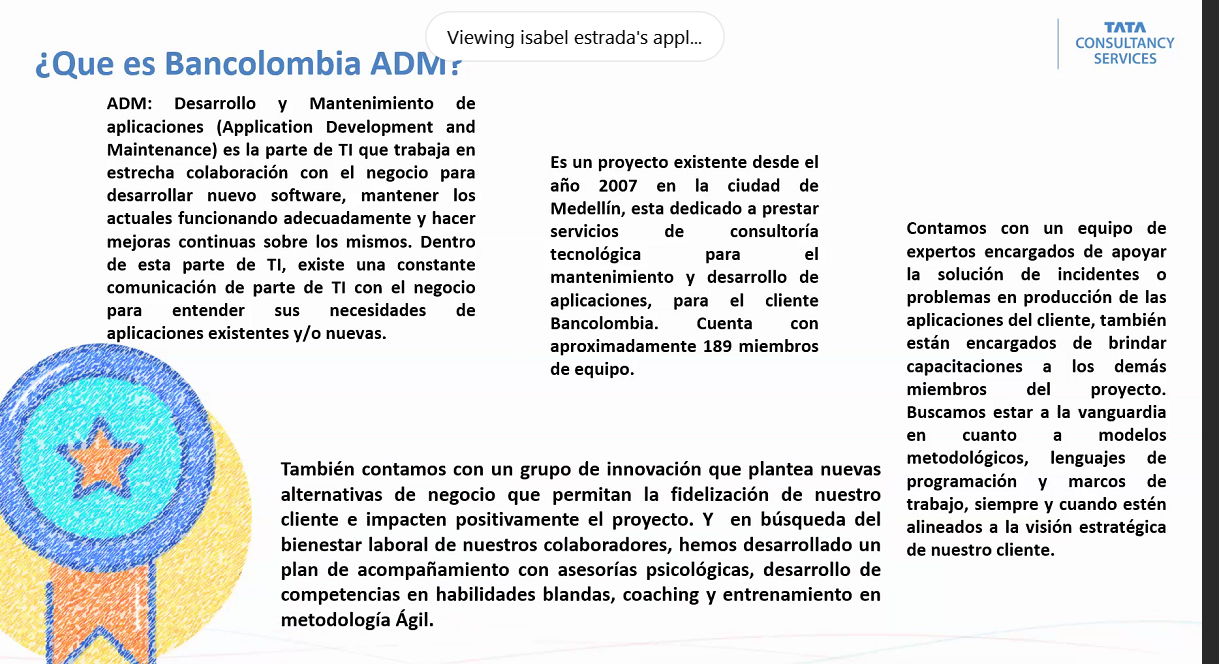 Viewing isabel estrada's appl...
TATA
CONSULTANCY
SERVICES
¿Que es Bancolombia ADM?
ADM: Desarrollo y Mantenimiento de
aplicaciones (Application Development and
Maintenance) es la parte de TI que trabaja en
estrecha colaboración con el negocio para
desarrollar nuevo software, mantener los
actuales funcionando adecuadamente y hacer
mejoras continuas sobre los mismos. Dentro
de esta parte de TI, existe una constante
comunicación de parte de TI con el negocio
para entender sus necesidades de
aplicaciones existentes y/o nuevas.
Es un proyecto existente desde el
año 2007 en la ciudad de
Medellín, esta dedicado a prestar
servicios de consultoría
tecnológica para el
mantenimiento y desarrollo de
aplicaciones, para el cliente
Bancolombia. Cuenta con
aproximadamente 189 miembros
de equipo.
Contamos con un equipo de
expertos encargados de apoyar
la solución de incidentes o
problemas en producción de las
aplicaciones del cliente, también
están encargados de brindar
capacitaciones a los demás
miembros del proyecto.
Buscamos estar a la vanguardia
en cuanto a modelos
metodológicos, lenguajes de
programación y marcos de
trabajo, siempre y cuando estén
alineados a la visión estratégica
de nuestro cliente.
También contamos con un grupo de innovación que plantea nuevas
alternativas de negocio que permitan la fidelización de nuestro
cliente e impacten positivamente el proyecto. Y en búsqueda del
bienestar laboral de nuestros colaboradores, hemos desarrollado un
plan de acompañamiento con asesorías psicológicas, desarrollo de
competencias en habilidades blandas, coaching y entrenamiento en
metodología Ágil.